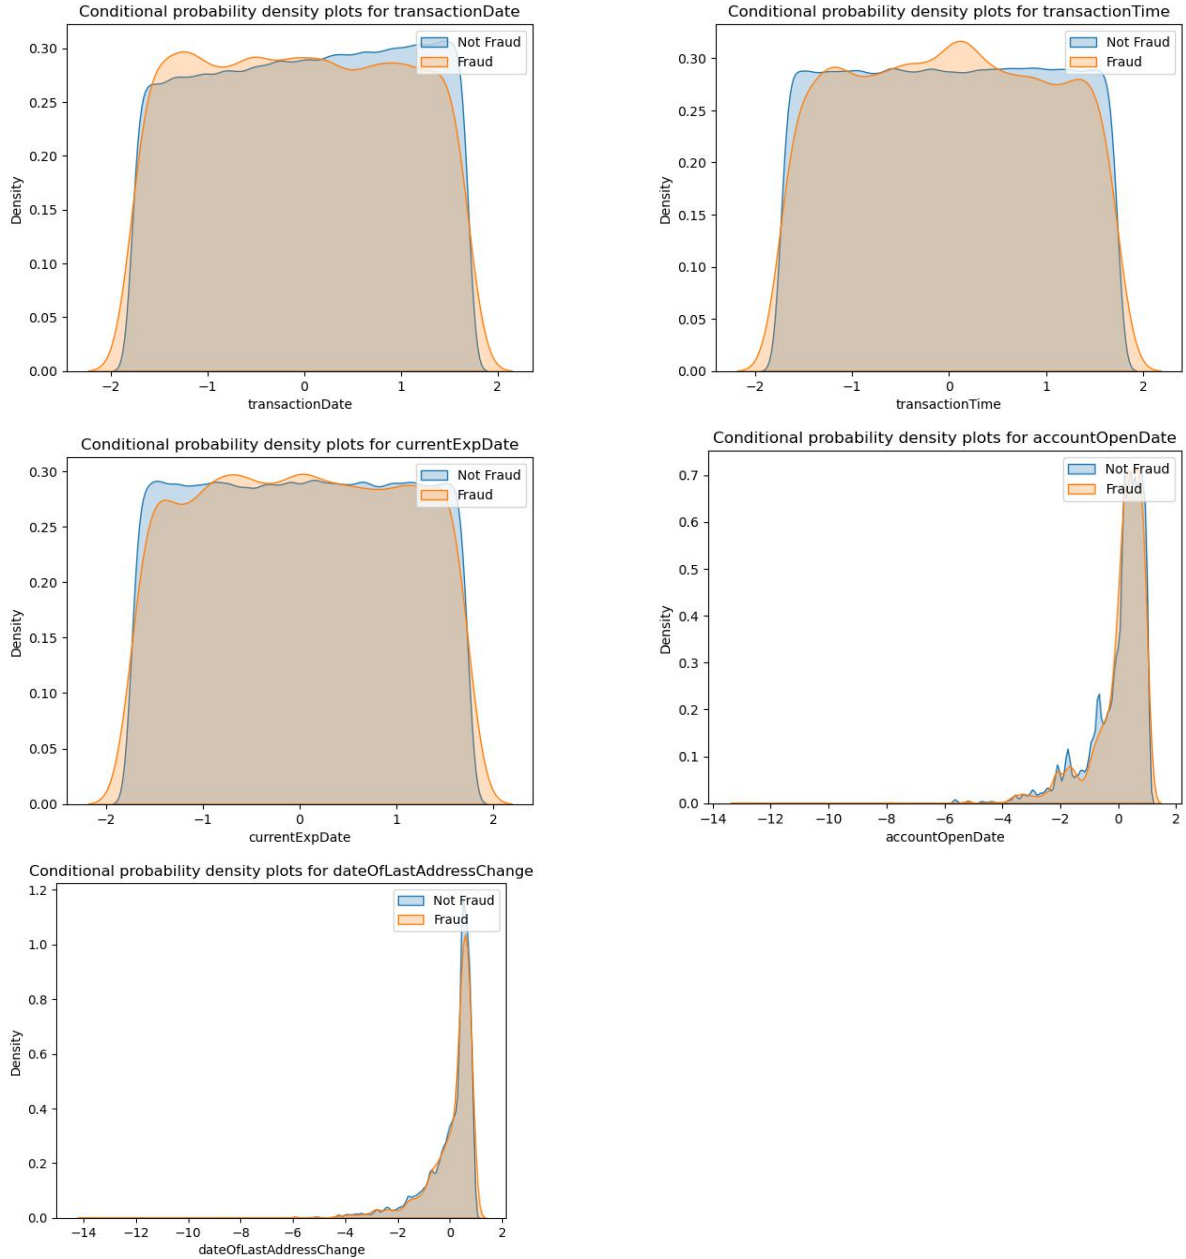 Conditional probability density plots for transactionDate
Not Fraud
Fraud
0.30
0.25
0.20
0.15
0.10
0.05
0.00
Density
−2
−1
0
1
2
transactionDate
Conditional probability density plots for transactionTime
Not Fraud
Fraud
0.30
0.25
0.20
0.15
0.10
0.05
0.00
Density
−2
−1
0
1
2
transactionTime
Conditional probability density plots for currentExpDate
Not Fraud
Fraud
0.30
0.25
0.20
0.15
0.10
0.05
0.00
Density
−2
−1
0
1
2
currentExpDate
Conditional probability density plots for accountOpenDate
Not Fraud
Fraud
0.7
0.6
0.5
0.4
0.3
0.2
0.1
0.0
Density
−14
−12
−10
−8
−6
−4
−2
0
2
accountOpenDate
Conditional probability density plots for dateOfLastAddressChange
Not Fraud
Fraud
1.2
1.0
0.8
0.6
0.4
0.2
0.0
Density
−14
−12
−10
−8
−6
−4
−2
0
2
dateOfLastAddressChange